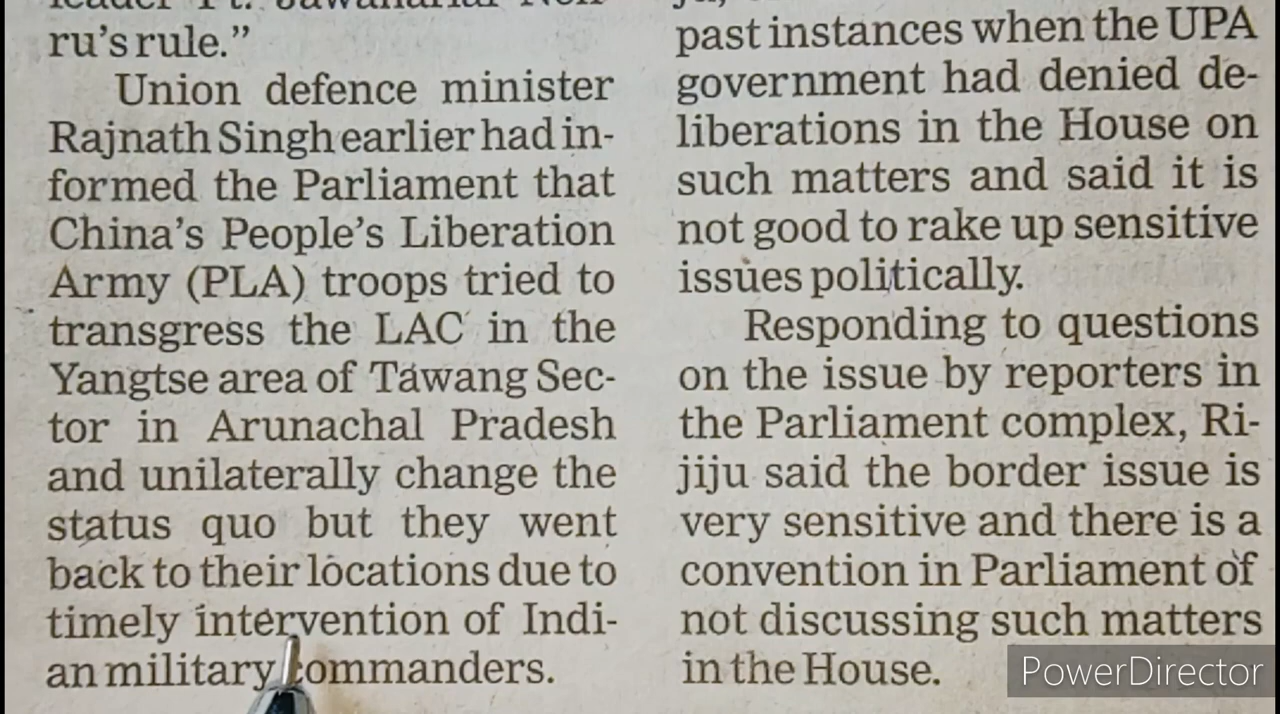 ru's rule."
Union defence minister
Rajnath Singh earlier had in-
formed the Parliament that
China's People's Liberation
Army (PLA) troops tried to
transgress the LAC in the
Yangtse area of Tawang Sec-
tor in Arunachal Pradesh
and unilaterally change the
status quo but they went
back to their locations due to
timely intervention of Indi-
an military commanders.
past instances when the UPA
government had denied de-
liberations in the House on
such matters and said it is
not good to rake up sensitive
issues politically.
Responding to questions
on the issue by reporters in
the Parliament complex, Ri-
jiju said the border issue is
very sensitive and there is a
convention in Parliament of
not discussing such matters
in the House.
PowerDirector